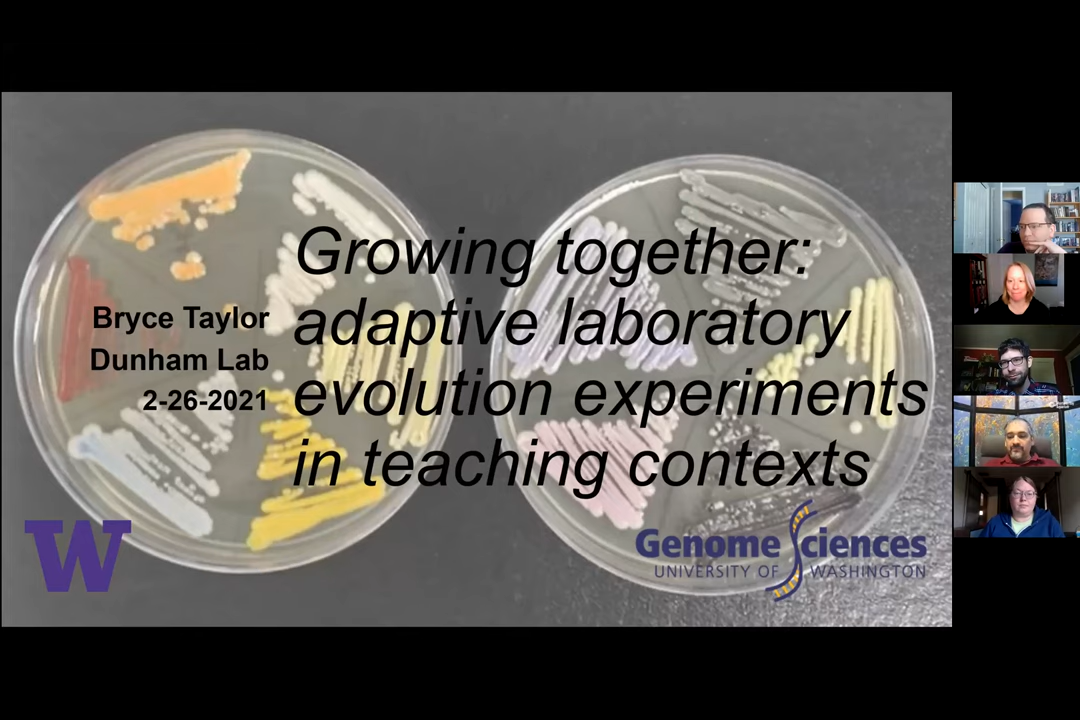 Growing together:
adaptive laboratory
evolution experiments
in teaching contexts
Bryce Taylor
Dunham Lab
2-26-2021
W
Genome Sciences
UNIVERSITY OF WASHINGTON